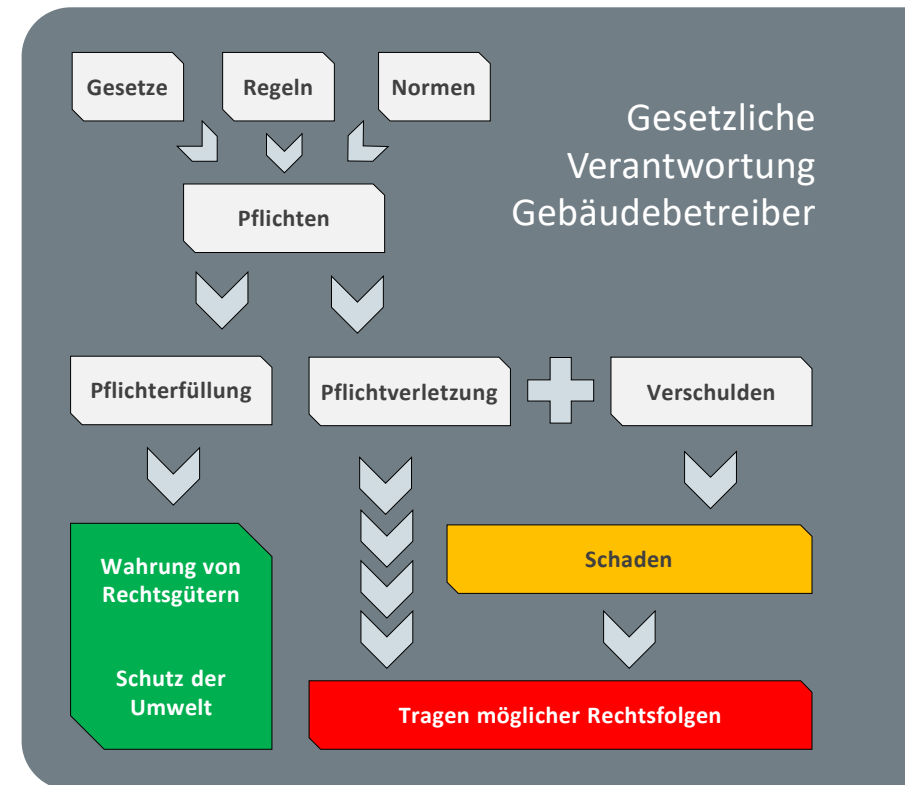 Gesetze
Regeln
Normen
Gesetzliche
Verantwortung
Gebäudebetreiber
Pflichten
Pflichterfüllung
Pflichtverletzung
Verschulden
Wahrung von
Rechtsgütern
Schutz der
Umwelt
Schaden
Tragen möglicher Rechtsfolgen